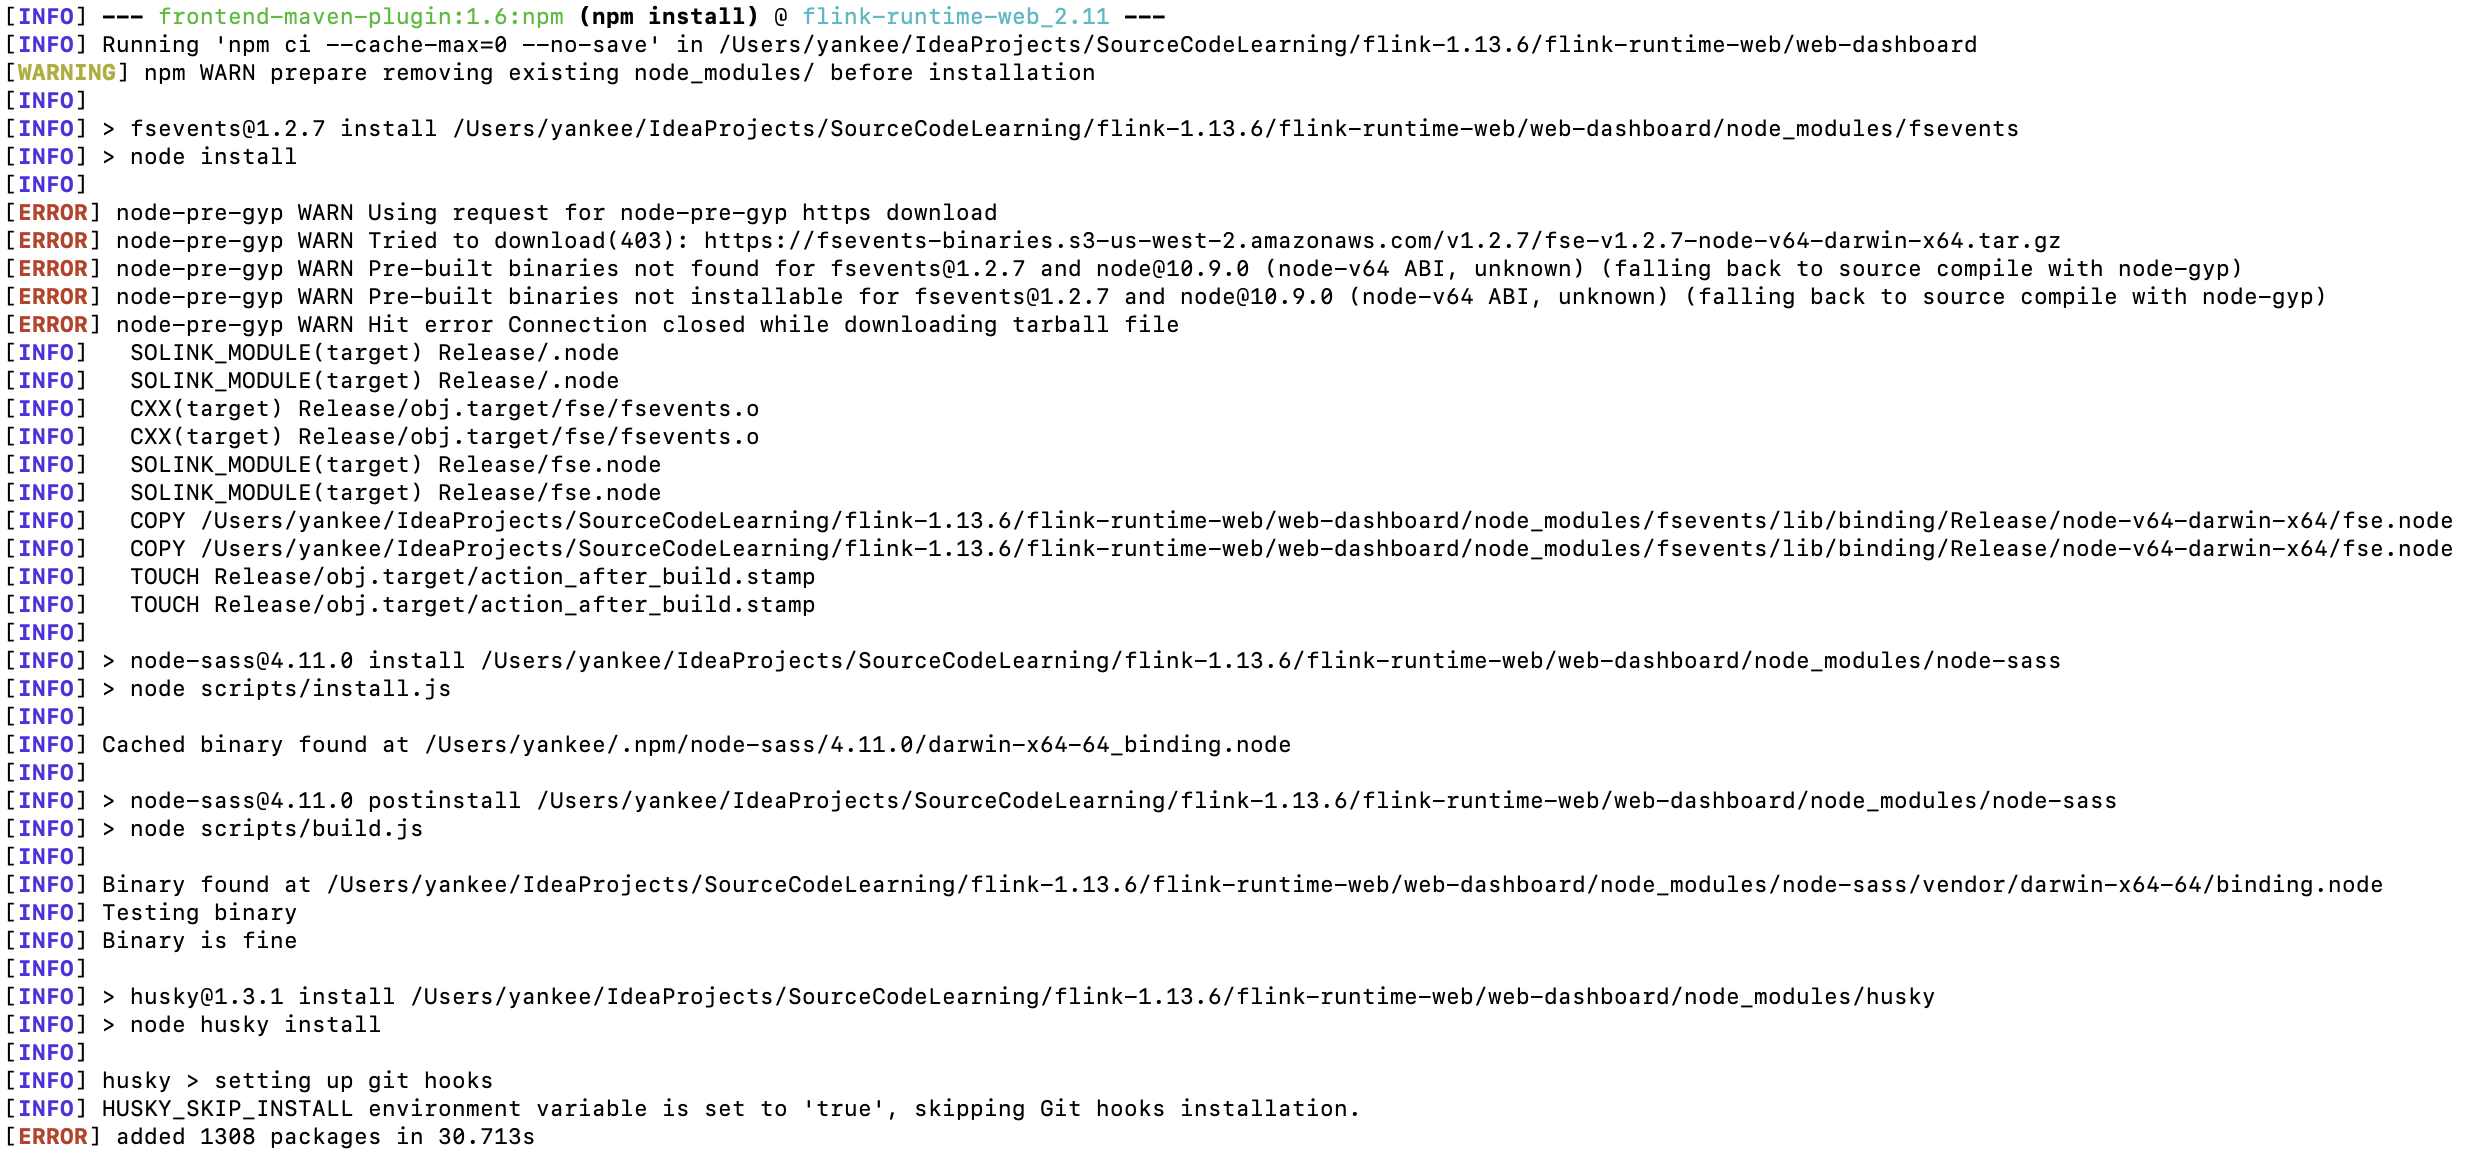 [INFO] --- frontend-maven-plugin:1.6:npm (npm install) @ flink-runtime-web_2.11 ---
[INFO] Running 'npm ci --cache-max=0 --no-save' in /Users/yankee/IdeaProjects/SourceCodeLearning/flink-1.13.6/flink-runtime-web/web-dashboard
[WARNING] npm WARN prepare removing existing node_modules/ before installation
[INFO]
[INFO] > fsevents@1.2.7 install /Users/yankee/IdeaProjects/SourceCodeLearning/flink-1.13.6/flink-runtime-web/web-dashboard/node_modules/fsevents
[INFO] > node install
[INFO]
[ERROR] node-pre-gyp WARN Using request for node-pre-gyp https download
[ERROR] node-pre-gyp WARN Tried to download(403): https://fsevents-binaries.s3-us-west-2.amazonaws.com/v1.2.7/fse-v1.2.7-node-v64-darwin-x64.tar.gz
[ERROR] node-pre-gyp WARN Pre-built binaries not found for fsevents@1.2.7 and node@10.9.0 (node-v64 ABI, unknown) (falling back to source compile with node-gyp)
[ERROR] node-pre-gyp WARN Pre-built binaries not installable for fsevents@1.2.7 and node@10.9.0 (node-v64 ABI, unknown) (falling back to source compile with node-gyp)
[ERROR] node-pre-gyp WARN Hit error Connection closed while downloading tarball file
[INFO]   SOLINK_MODULE(target) Release/.node
[INFO]   SOLINK_MODULE(target) Release/.node
[INFO]   CXX(target) Release/obj.target/fse/fsevents.o
[INFO]   CXX(target) Release/obj.target/fse/fsevents.o
[INFO]   SOLINK_MODULE(target) Release/fse.node
[INFO]   SOLINK_MODULE(target) Release/fse.node
[INFO]   COPY /Users/yankee/IdeaProjects/SourceCodeLearning/flink-1.13.6/flink-runtime-web/web-dashboard/node_modules/fsevents/lib/binding/Release/node-v64-darwin-x64/fse.node
[INFO]   COPY /Users/yankee/IdeaProjects/SourceCodeLearning/flink-1.13.6/flink-runtime-web/web-dashboard/node_modules/fsevents/lib/binding/Release/node-v64-darwin-x64/fse.node
[INFO]   TOUCH Release/obj.target/action_after_build.stamp
[INFO]   TOUCH Release/obj.target/action_after_build.stamp
[INFO]
[INFO] > node-sass@4.11.0 install /Users/yankee/IdeaProjects/SourceCodeLearning/flink-1.13.6/flink-runtime-web/web-dashboard/node_modules/node-sass
[INFO] > node scripts/install.js
[INFO]
[INFO] Cached binary found at /Users/yankee/.npm/node-sass/4.11.0/darwin-x64-64_binding.node
[INFO]
[INFO] > node-sass@4.11.0 postinstall /Users/yankee/IdeaProjects/SourceCodeLearning/flink-1.13.6/flink-runtime-web/web-dashboard/node_modules/node-sass
[INFO] > node scripts/build.js
[INFO]
[INFO] Binary found at /Users/yankee/IdeaProjects/SourceCodeLearning/flink-1.13.6/flink-runtime-web/web-dashboard/node_modules/node-sass/vendor/darwin-x64-64/binding.node
[INFO] Testing binary
[INFO] Binary is fine
[INFO]
[INFO] > husky@1.3.1 install /Users/yankee/IdeaProjects/SourceCodeLearning/flink-1.13.6/flink-runtime-web/web-dashboard/node_modules/husky
[INFO] > node husky install
[INFO]
[INFO] husky > setting up git hooks
[INFO] HUSKY_SKIP_INSTALL environment variable is set to 'true', skipping Git hooks installation.
[ERROR] added 1308 packages in 30.713s